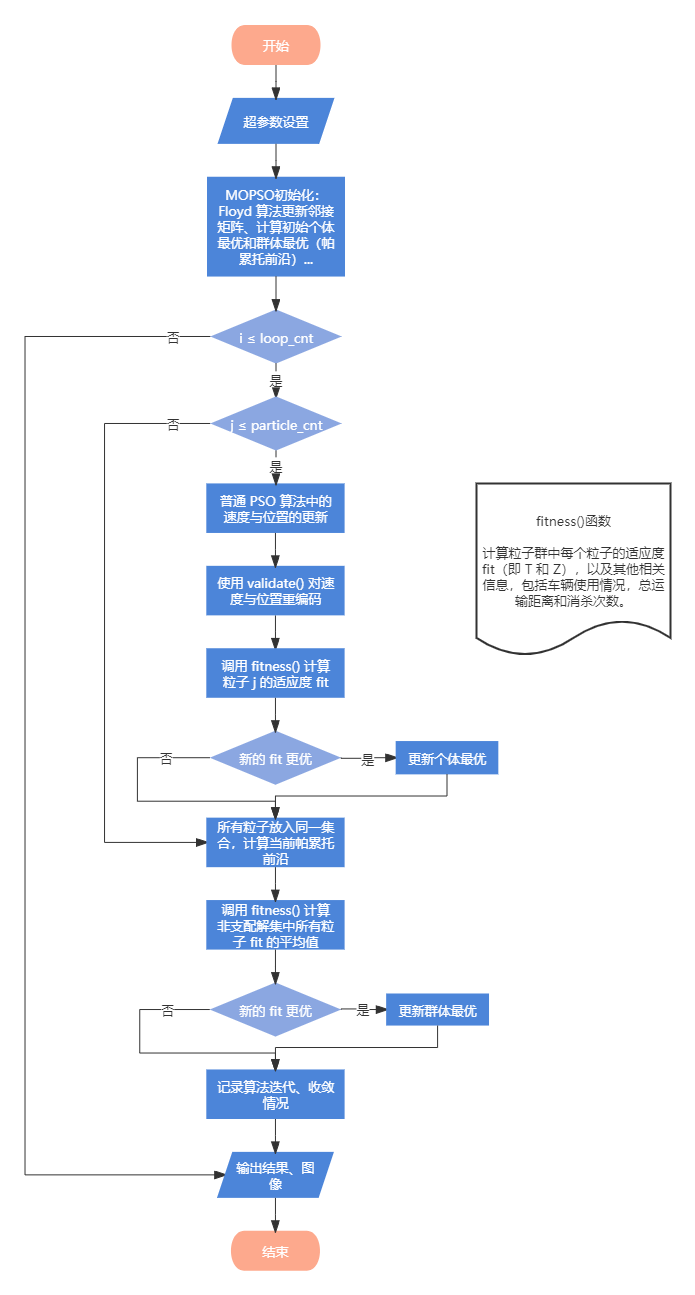 开始
超参数设置
MOPSO初始化：
Floyd 算法更新邻接
矩阵、计算初始个体
最优和群体最优（帕
累托前沿）...
i ≤ loop_cnt
否
是
j ≤ particle_cnt
否
是
普通 PSO 算法中的
速度与位置的更新
使用 validate() 对速
度与位置重编码
调用 fitness() 计算
粒子 j 的适应度 fit
新的 fit 更优
否
是
更新个体最优
所有粒子放入同一集
合，计算当前帕累托
前沿
调用 fitness() 计算
非支配解集中所有粒
子 fit 的平均值
新的 fit 更优
否
是
更新群体最优
记录算法迭代、收敛
情况
输出结果、图
像
结束
fitness()函数
计算粒子群中每个粒子的适应度
fit（即 T 和 Z），以及其他相关
信息，包括车辆使用情况，总运
输距离和消杀次数。